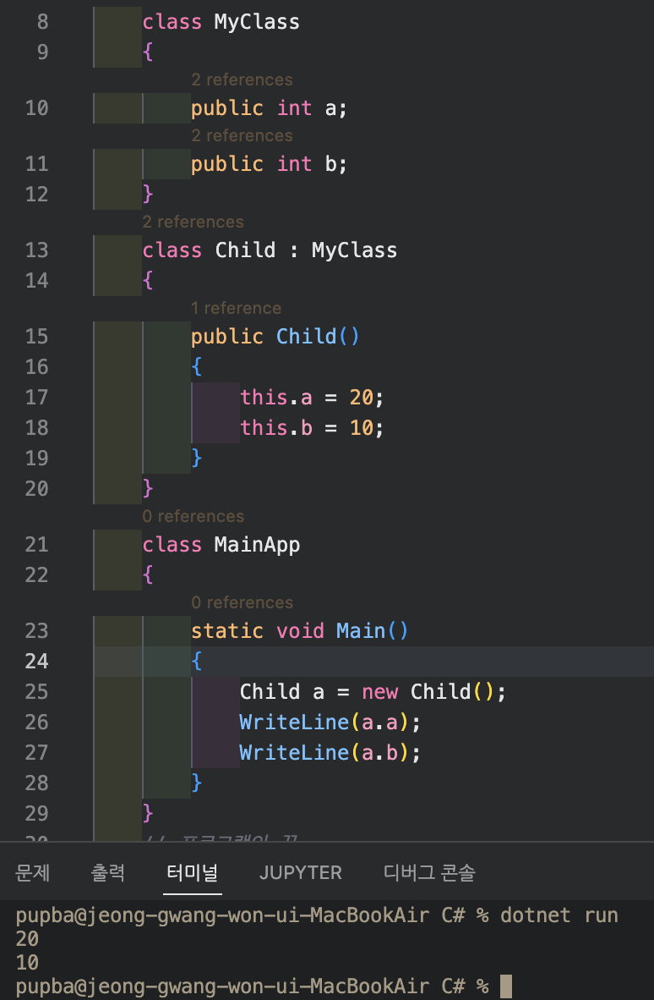 8 class MyClass
9 {
2 references
10 public int a;
2 references
11 public int b;
12 }
2 references
13 class Child : MyClass
14 {
1 reference
15 public Child()
16 {
17 this.a = 20;
18 this.b = 10;
19 }
20 }
0 references
21 class MainApp
22 {
0 references
23 static void Main()
24 {
25 Child a = new Child();
26 WriteLine(a.a);
27 WriteLine(a.b);
28 }
29 }
//
문제 출력 터미널 JUPYTER 디버그 콘솔
pupba@jeong-gwang-won-ui-MacBookAir C# % dotnet run
20
10
pupba@jeong-gwang-won-ui-MacBookAir C# %